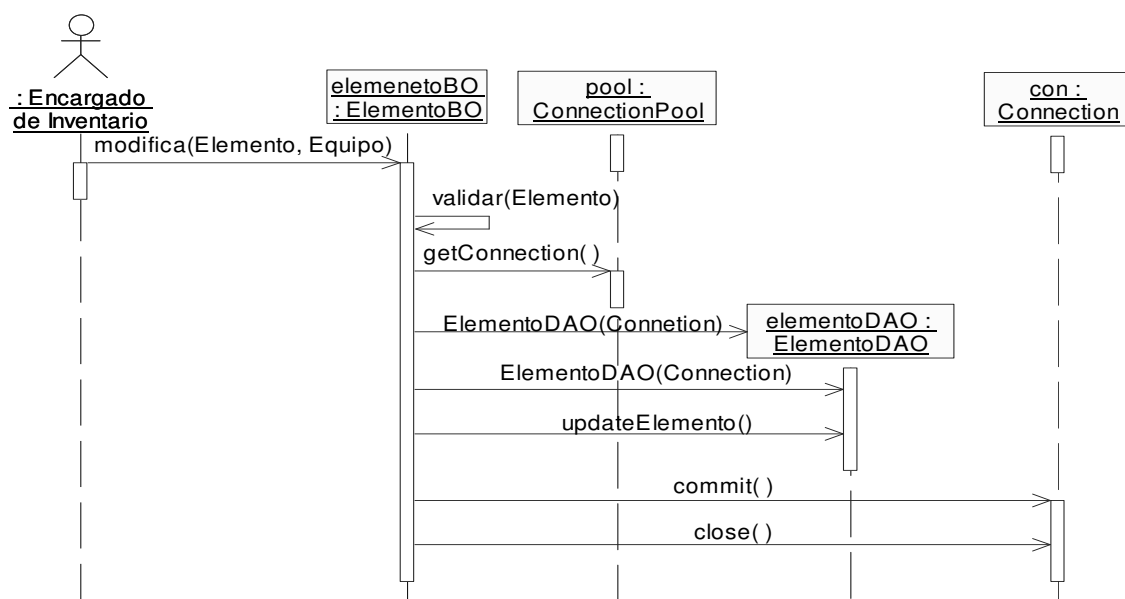 : Encargado
de Inventario
elemenetoBO
: ElementoBO
pool :
ConnectionPool
con :
Connection
modifica(Elemento, Equipo)
validar(Elemento)
getConnection( )
ElementoDAO(Connetion)
elementoDAO :
ElementoDAO
ElementoDAO(Connection)
updateElemento()
commit( )
close( )